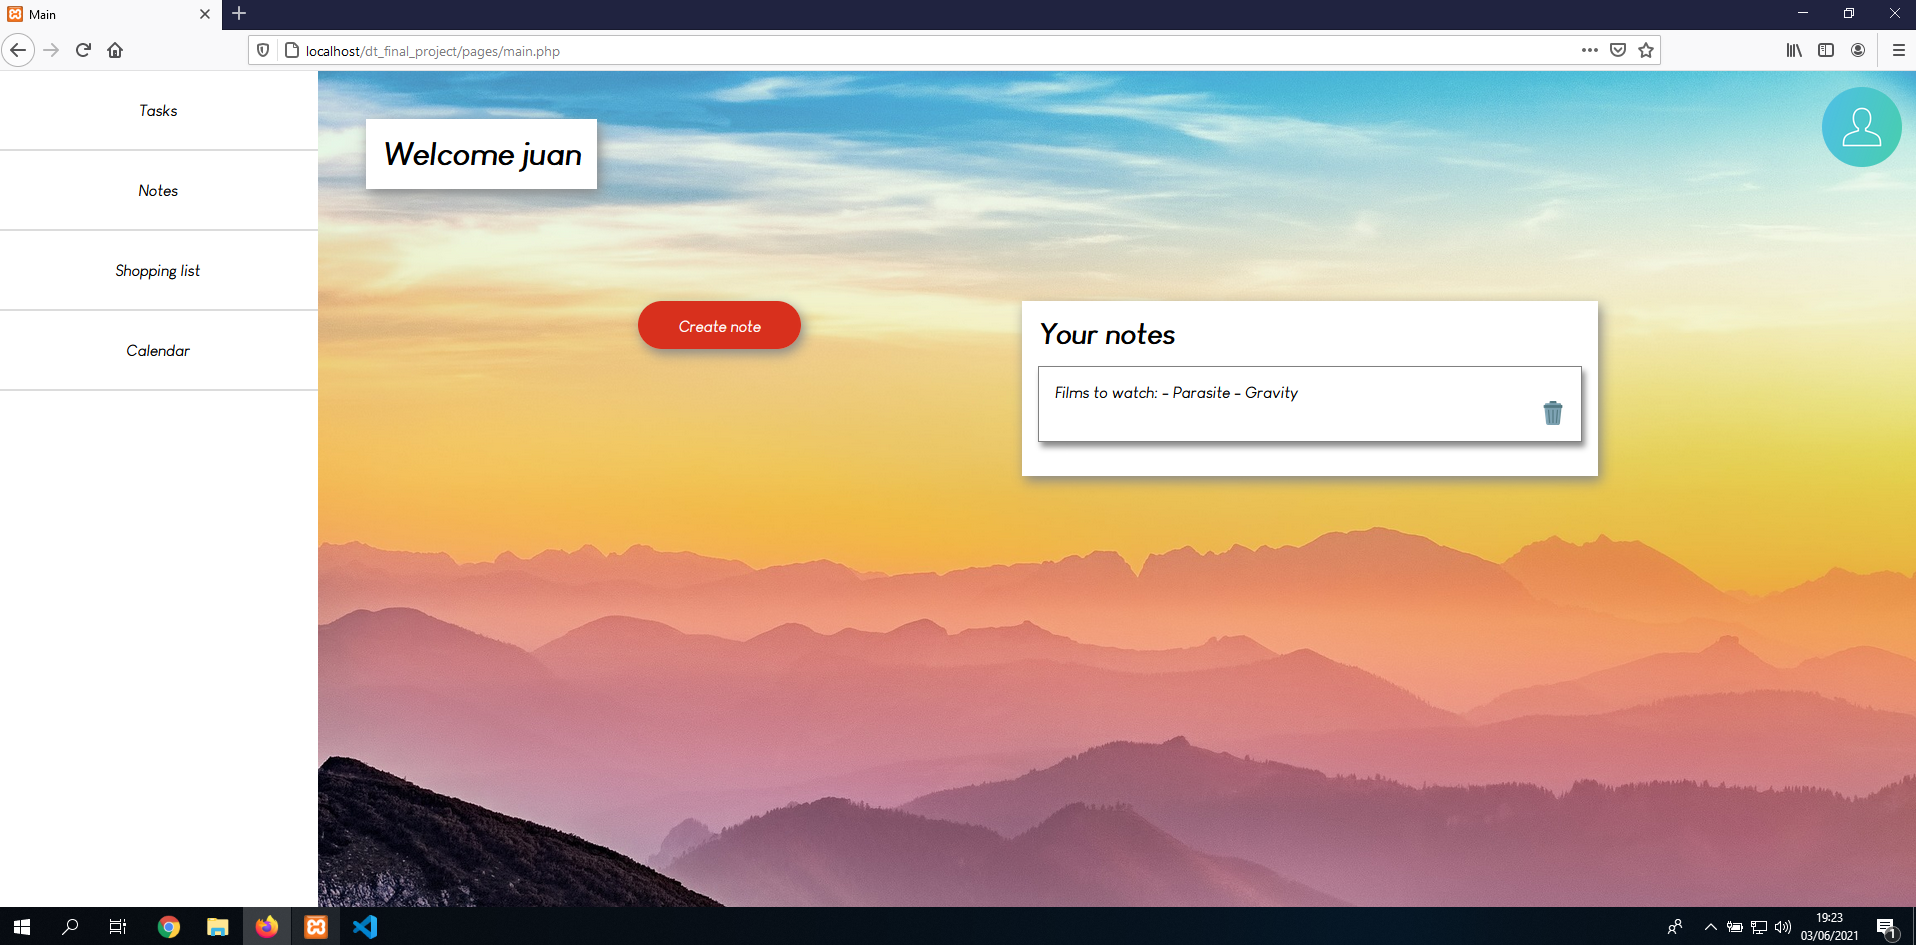 Main
localhost/dt_final_project/pages/main.php
Tasks
Notes
Shopping list
Calendar
Welcome juan
Create note
Your notes
Films to watch: - Parasite - Gravity
19:23
03/06/2021
1